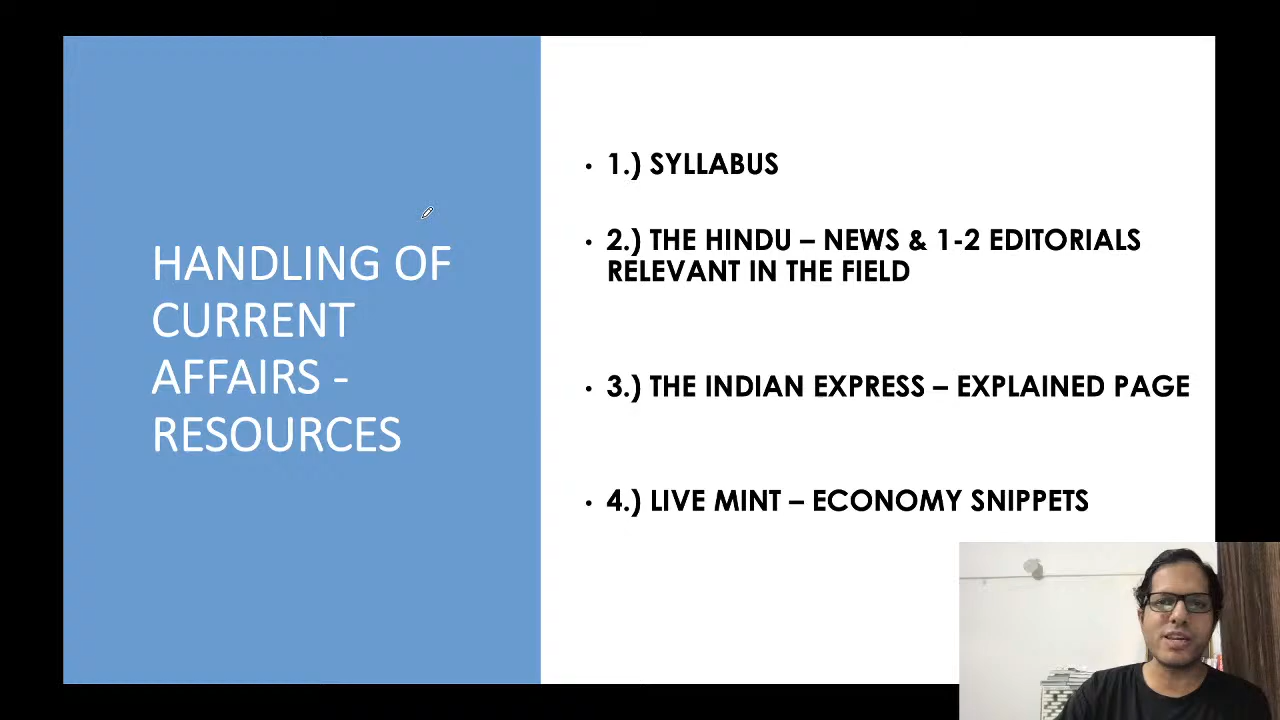 HANDLING OF
CURRENT
AFFAIRS -
RESOURCES
• 1.) SYLLABUS
• 2.) THE HINDU – NEWS & 1-2 EDITORIALS
RELEVANT IN THE FIELD
• 3.) THE INDIAN EXPRESS – EXPLAINED PAGE
• 4.) LIVE MINT – ECONOMY SNIPPETS